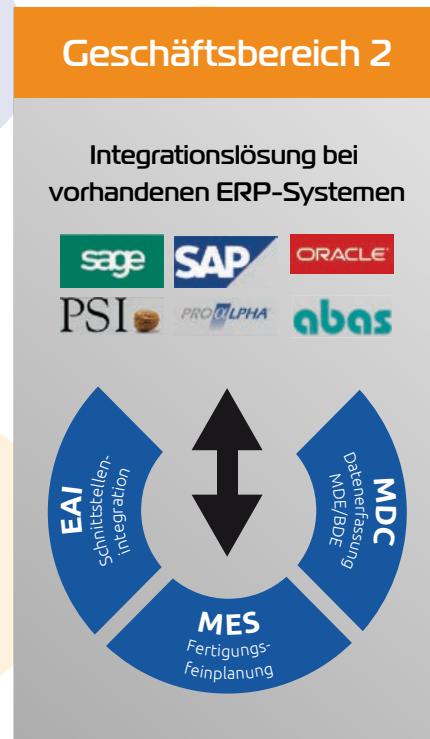 Geschäftsbereich 2
Integrationslösung bei
vorhandenen ERP-Systemen
sage
SAP
ORACLE
PSI
PROALPHA
abas
EAI
Schnittstellen-
integration
MES
Fertigungs-
feinplanung
MDC
Datenerfassung
MDE/BDE